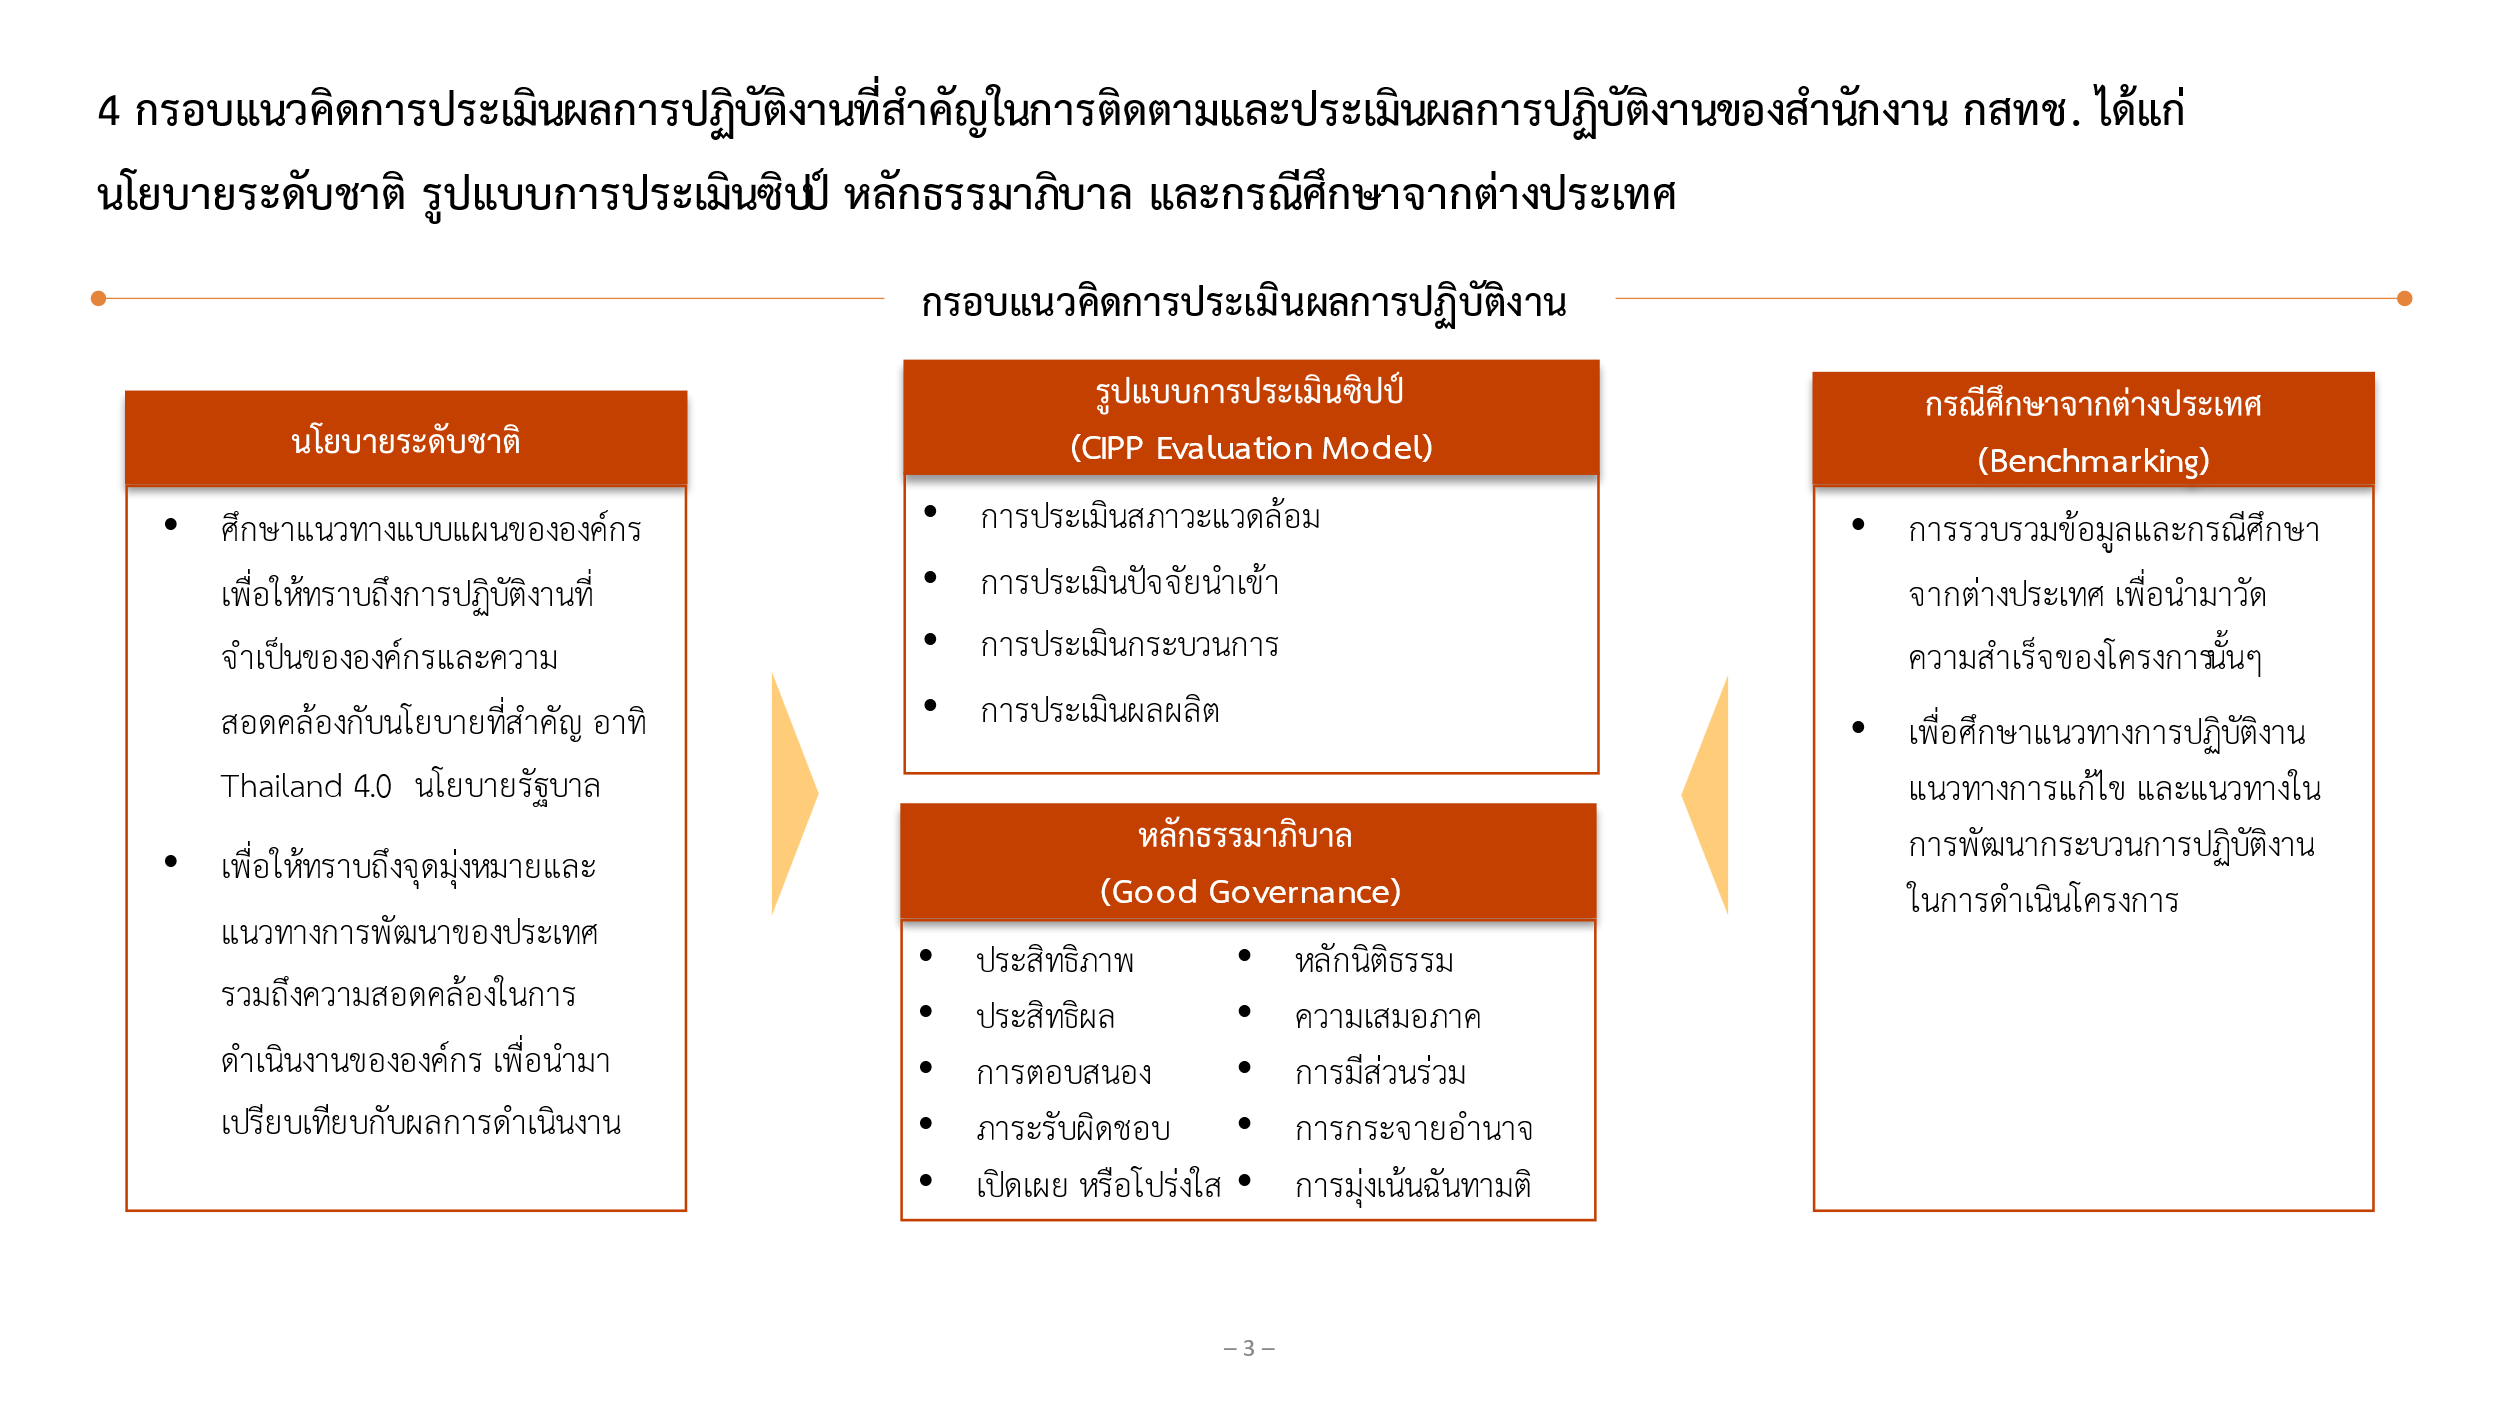 4 กรอบแนวคิดการประเมินผลการปฏิบัติงานที่สำคัญในการติดตามและประเมินผลการปฏิบัติงานของสำนักงาน กสทช. ได้แก่
นโยบายระดับชาติ รูปแบบการประเมินซิปป์ หลักธรรมาภิบาล และกรณีศึกษาจากต่างประเทศ
กรอบแนวคิดการประเมินผลการปฏิบัติงาน
นโยบายระดับชาติ
• ศึกษาแนวทางแบบแผนขององค์กร
เพื่อให้ทราบถึงการปฏิบัติงานที่
จำเป็นขององค์กรและความ
สอดคล้องกับนโยบายที่สำคัญ อาทิ
Thailand 4.0 นโยบายรัฐบาล
• เพื่อให้ทราบถึงจุดมุ่งหมายและ
แนวทางการพัฒนาของประเทศ
รวมถึงความสอดคล้องในการ
ดำเนินงานขององค์กร เพื่อนำมา
เปรียบเทียบกับผลการดำเนินงาน
รูปแบบการประเมินซิปป์
(CIPP Evaluation Model)
• การประเมินสภาวะแวดล้อม
• การประเมินปัจจัยนำเข้า
• การประเมินกระบวนการ
• การประเมินผลผลิต
หลักธรรมาภิบาล
(Good Governance)
• ประสิทธิภาพ
• ประสิทธิผล
• การตอบสนอง
• ภาระรับผิดชอบ
• เปิดเผย หรือโปร่งใส
• หลักนิติธรรม
• ความเสมอภาค
• การมีส่วนร่วม
• การกระจายอำนาจ
• การมุ่งเน้นฉันทามติ
กรณีศึกษาจากต่างประเทศ
(Benchmarking)
• การรวบรวมข้อมูลและกรณีศึกษา
จากต่างประเทศ เพื่อนำมาวัด
ความสำเร็จของโครงการนั้นๆ
• เพื่อศึกษาแนวทางการปฏิบัติงาน
แนวทางการแก้ไข และแนวทางใน
การพัฒนากระบวนการปฏิบัติงาน
ในการดำเนินโครงการ
– 3 –